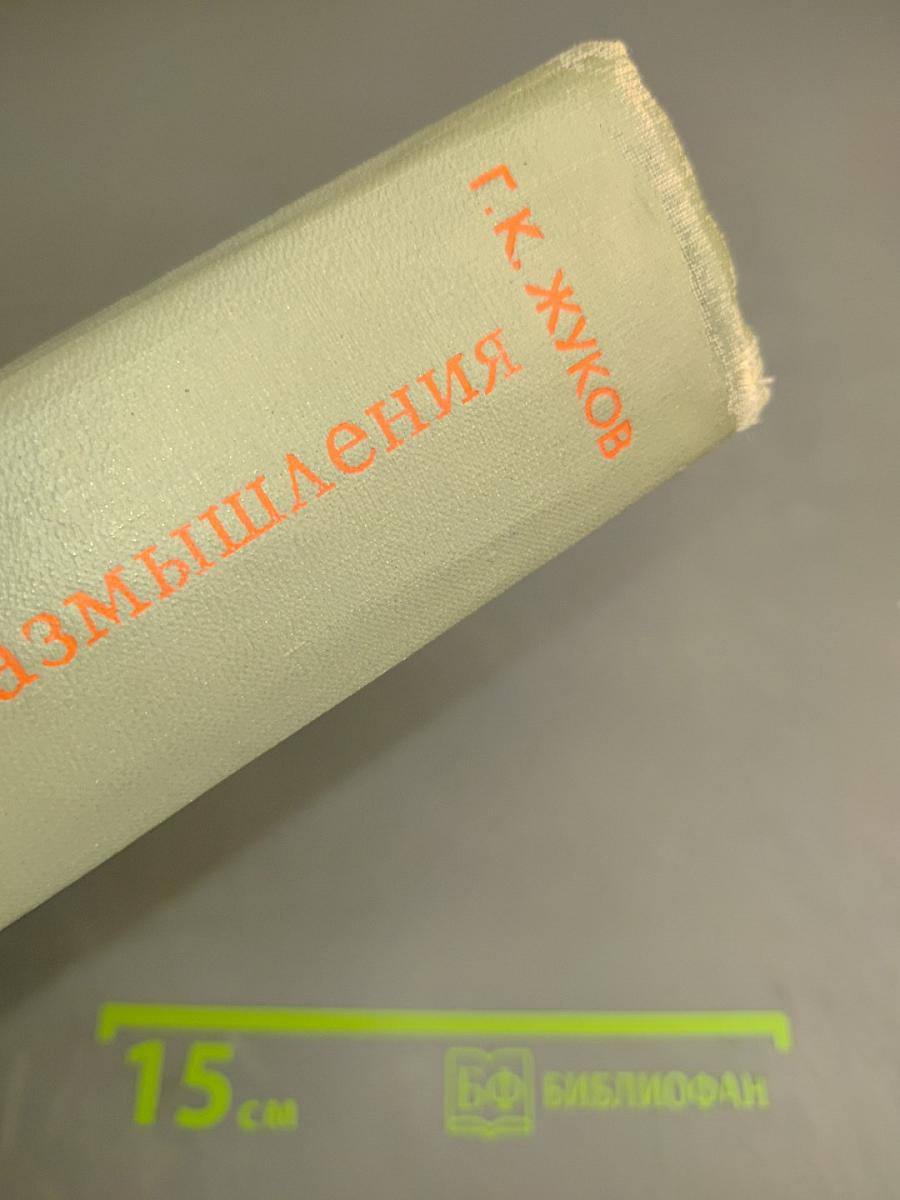 Г. К. ЖУКОВ
азмышления
15 см
БФ БИБЛИОФАН